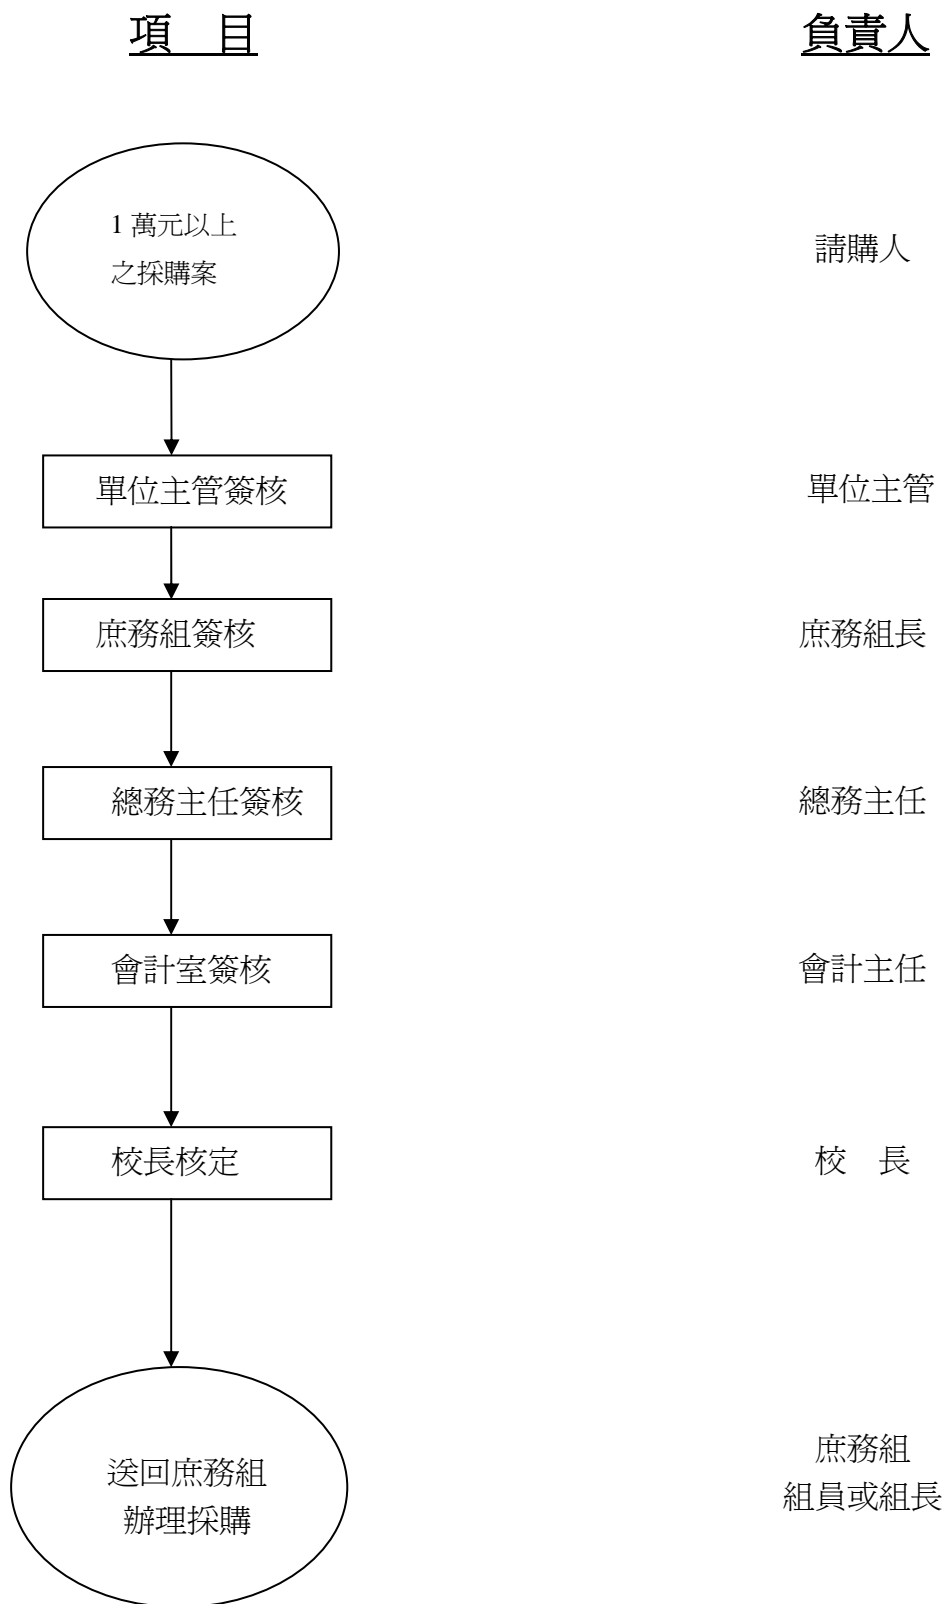 項　目　負責人
1 萬元以上
之採購案
請購人
單位主管簽核　單位主管
庶務組簽核　庶務組長
總務主任簽核　總務主任
會計室簽核　會計主任
校長核定　校　長
送回庶務組
辦理採購
庶務組
組員或組長